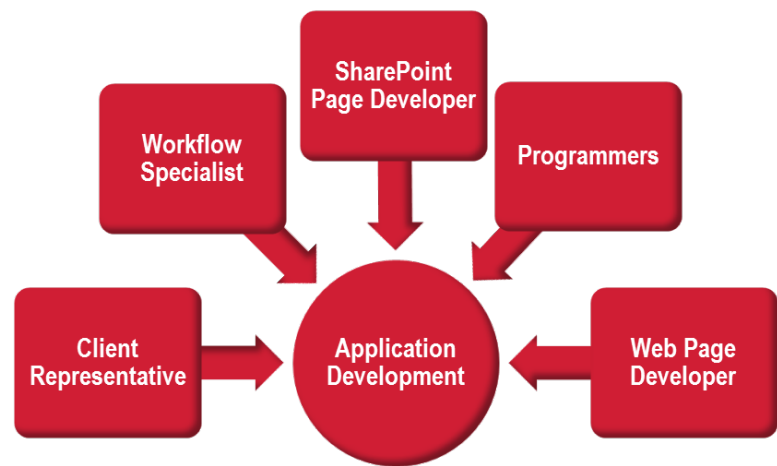 SharePoint
Page Developer
Workflow
Specialist
Programmers
Client
Representative
Application
Development
Web Page
Developer